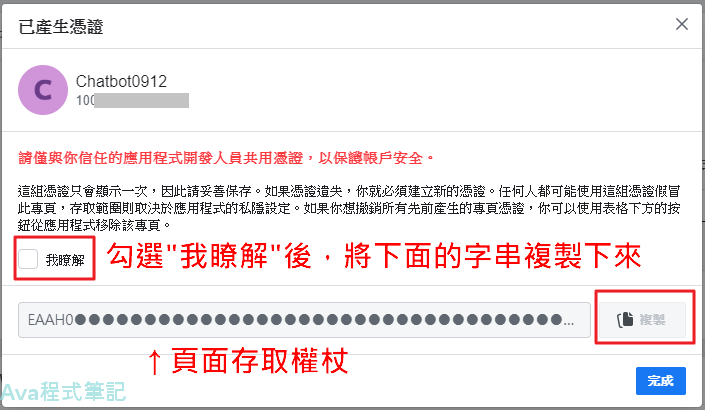 已產生憑證
C
Chatbot0912
100
請僅與你信任的應用程式開發人員共用憑證，以保護帳戶安全。
這組憑證只會顯示一次，因此請妥善保存。如果憑證遺失，你就必須建立新的憑證。任何人都可能使用這組憑證假冒
此專頁，存取範圍則取決於應用程式的私隱設定。如果你想撤銷所有先前產生的專頁憑證，你可以使用表格下方的按
鈕從應用程式移除該專頁。
我瞭解
勾選"我瞭解"後，將下面的字串複製下來
EAAH0●●●●●●●●●●●●●●●●●●●●●●●●●●●●●●●●●●●...
複製
↑頁面存取權杖
完成
Ava程式筆記